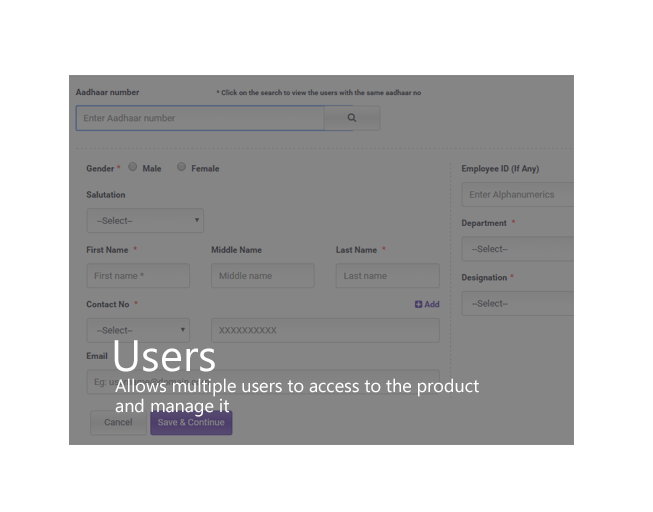 Aadhaar number * Click on the search to view the users with the same aadhaar no
Enter Aadhaar number
Gender * Male Female Employee ID (If Any)
Salutation Enter Alphanumerics
--Select-- Department *
First Name * Middle Name Last Name * --Select--
First name * Middle name Last name Designation *
Contact No * Add --Select--
--Select-- XXXXXXXXXX
Email
Users
Eg:
Allows multiple users to access to the product
and manage it
Cancel Save & Continue